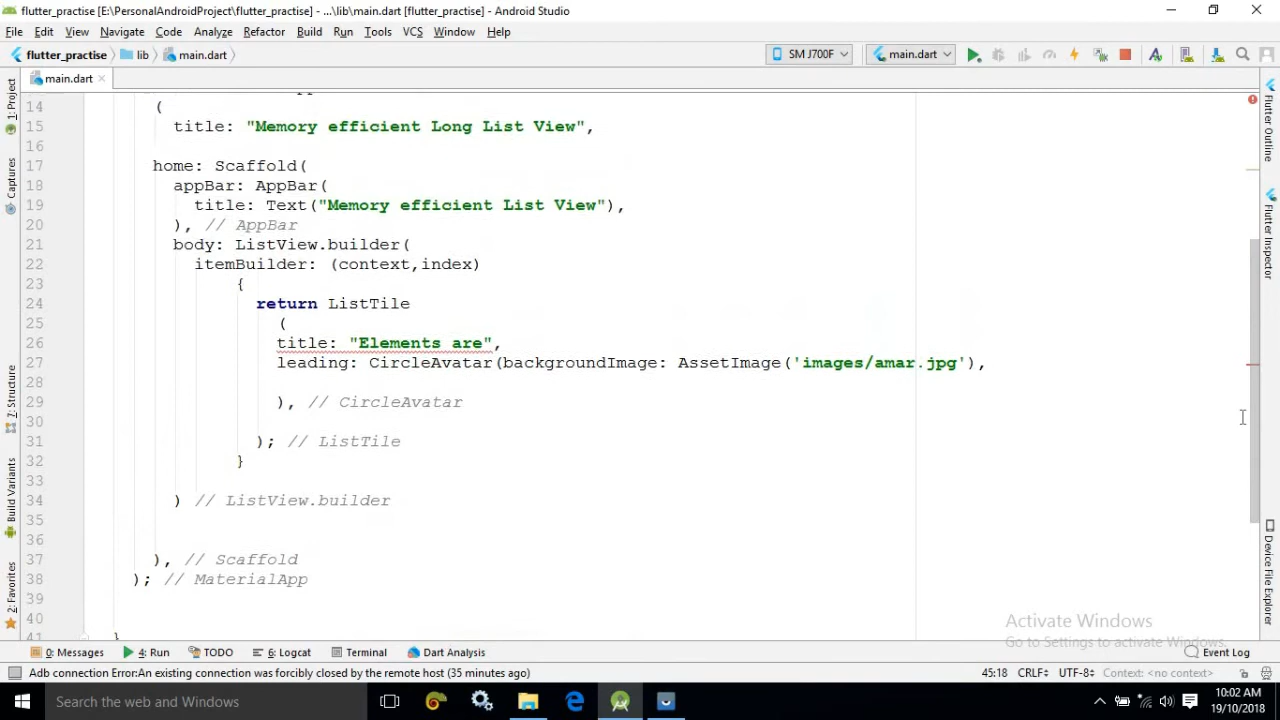 flutter_practise [E:\PersonalAndroidProject\flutter_practise] - ...\lib\main.dart [flutter_practise] - Android Studio
File Edit View Navigate Code Analyze Refactor Build Run Tools VCS Window Help
flutter_practise lib main.dart SM J700F main.dart
main.dart
1: Project
Captures
7: Structure
Build Variants
2: Favorites
14 (
15 title: "Memory efficient Long List View",
16
17 home: Scaffold(
18 appBar: AppBar(
19 title: Text("Memory efficient List View"),
20 ), // AppBar
21 body: ListView.builder(
22 itemBuilder: (context,index)
23 {
24 return ListTile
25 (
26 title: "Elements are",
27 leading: CircleAvatar(backgroundImage: AssetImage('images/amar.jpg'),
28
29 ), // CircleAvatar
30
31 ); // ListTile
32 }
33
34 ) // ListView.builder
35
36
37 ), // Scaffold
38 ); // MaterialApp
39
40
41 }
Flutter Outline
Flutter Inspector
Device File Explorer
Activate Windows
Go to Settings to activate Windows.
0: Messages 4: Run TODO 6: Logcat Terminal Dart Analysis Event Log
Adb connection Error:An existing connection was forcibly closed by the remote host (35 minutes ago) 45:18 CRLF÷ UTF-8÷ Context: <no context>
Search the web and Windows
10:02 AM
19/10/2018